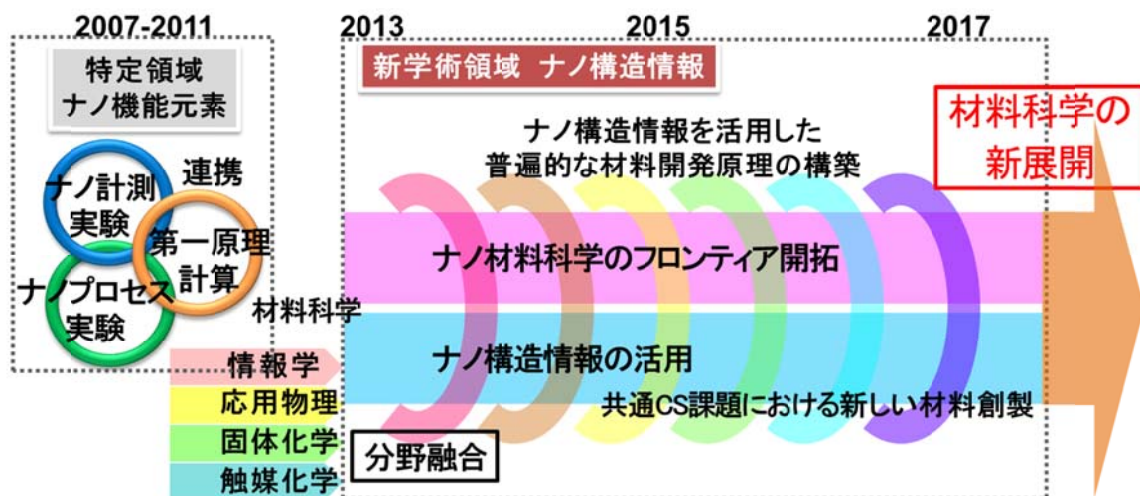 2007-2011
特定領域
ナノ機能元素
ナノ計測
実験
連携
第一原理
計算
ナノプロセス
実験
材料科学
情報学
応用物理
固体化学
触媒化学
2013
2015
2017
新学術領域 ナノ構造情報
ナノ構造情報を活用した
普遍的な材料開発原理の構築
ナノ材料科学のフロンティア開拓
ナノ構造情報の活用
共通CS課題における新しい材料創製
分野融合
材料科学の
新展開